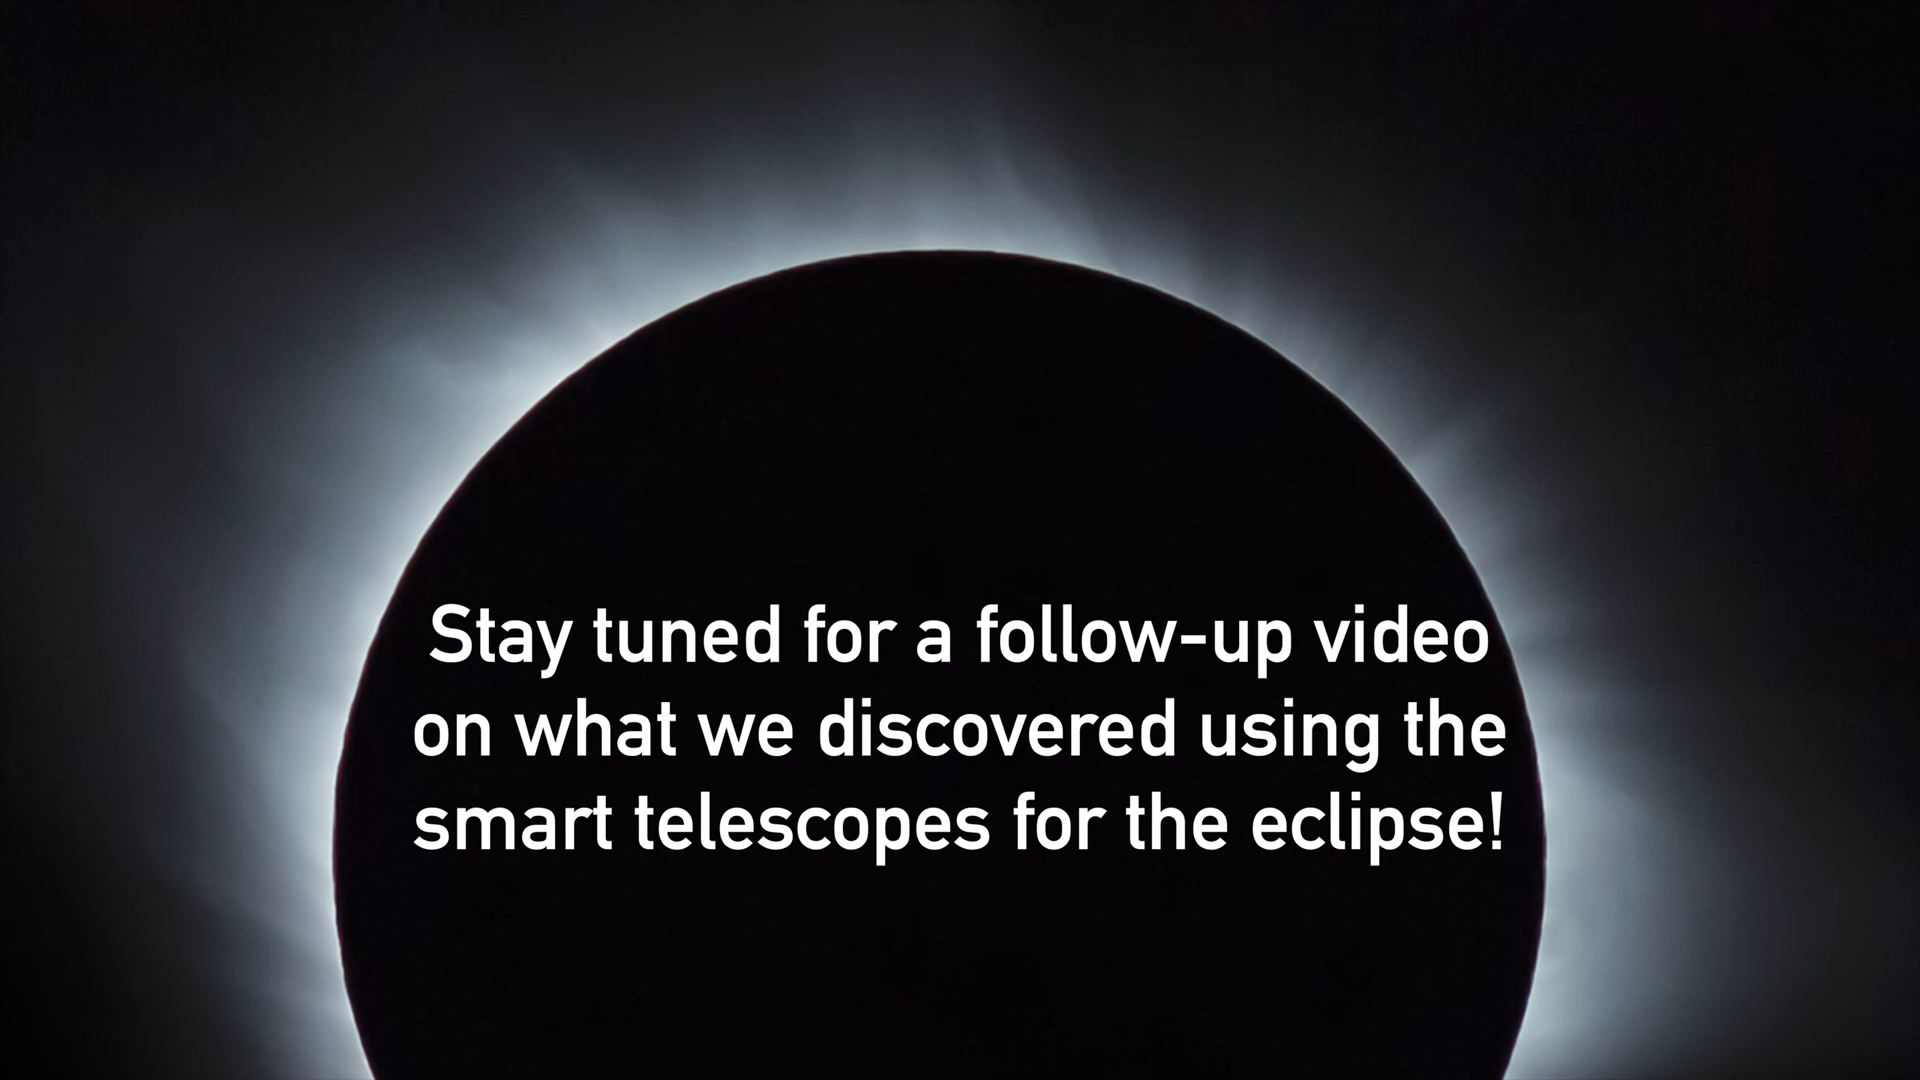 Stay tuned for a follow-up video
on what we discovered using the
smart telescopes for the eclipse!